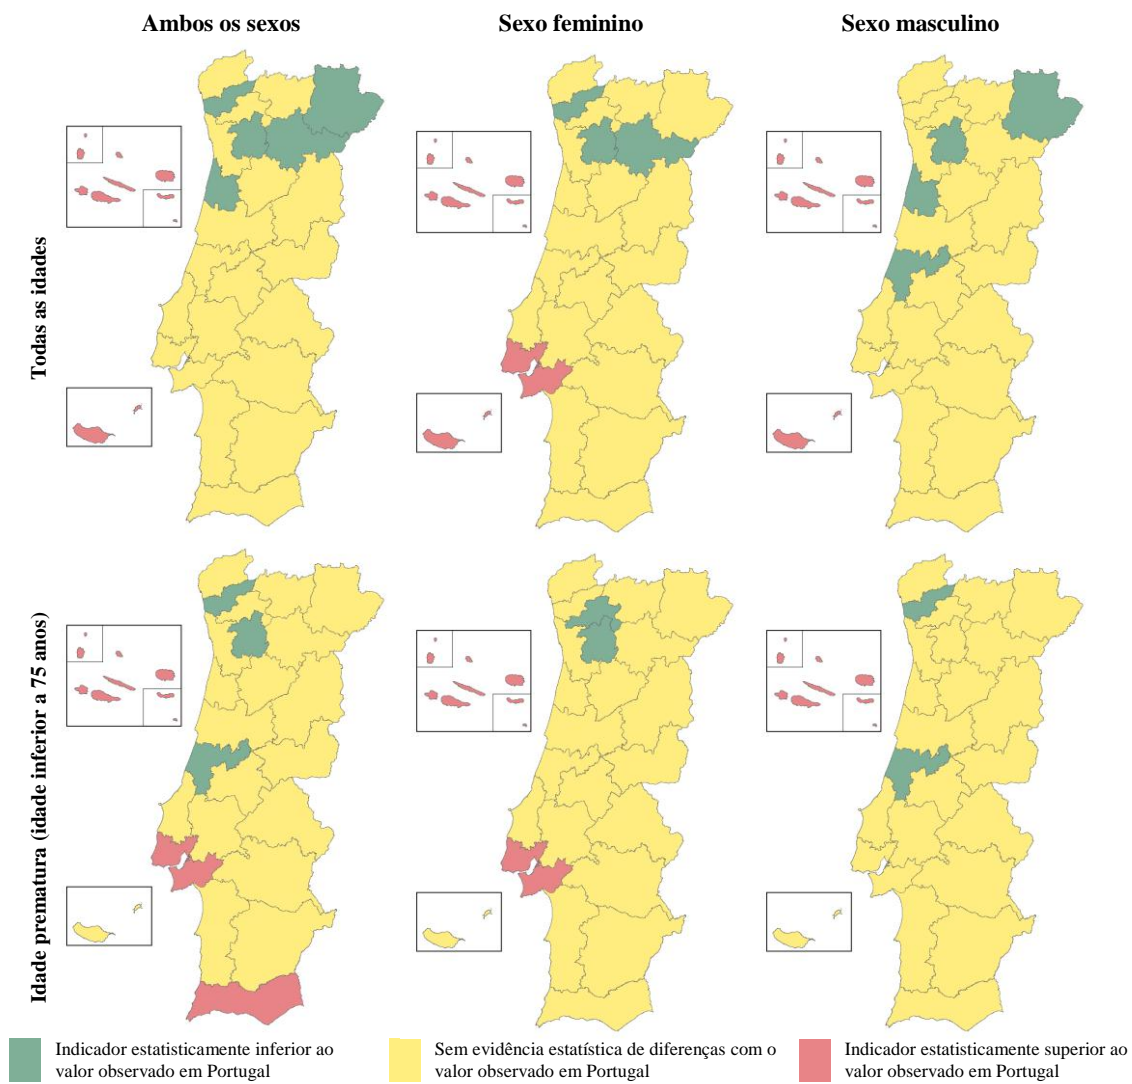 Ambos os sexos
Sexo feminino
Sexo masculino
Todas as idades
Idade prematura (idade inferior a 75 anos)
Indicador estatisticamente inferior ao
valor observado em Portugal
Sem evidência estatística de diferenças com o
valor observado em Portugal
Indicador estatisticamente superior ao
valor observado em Portugal